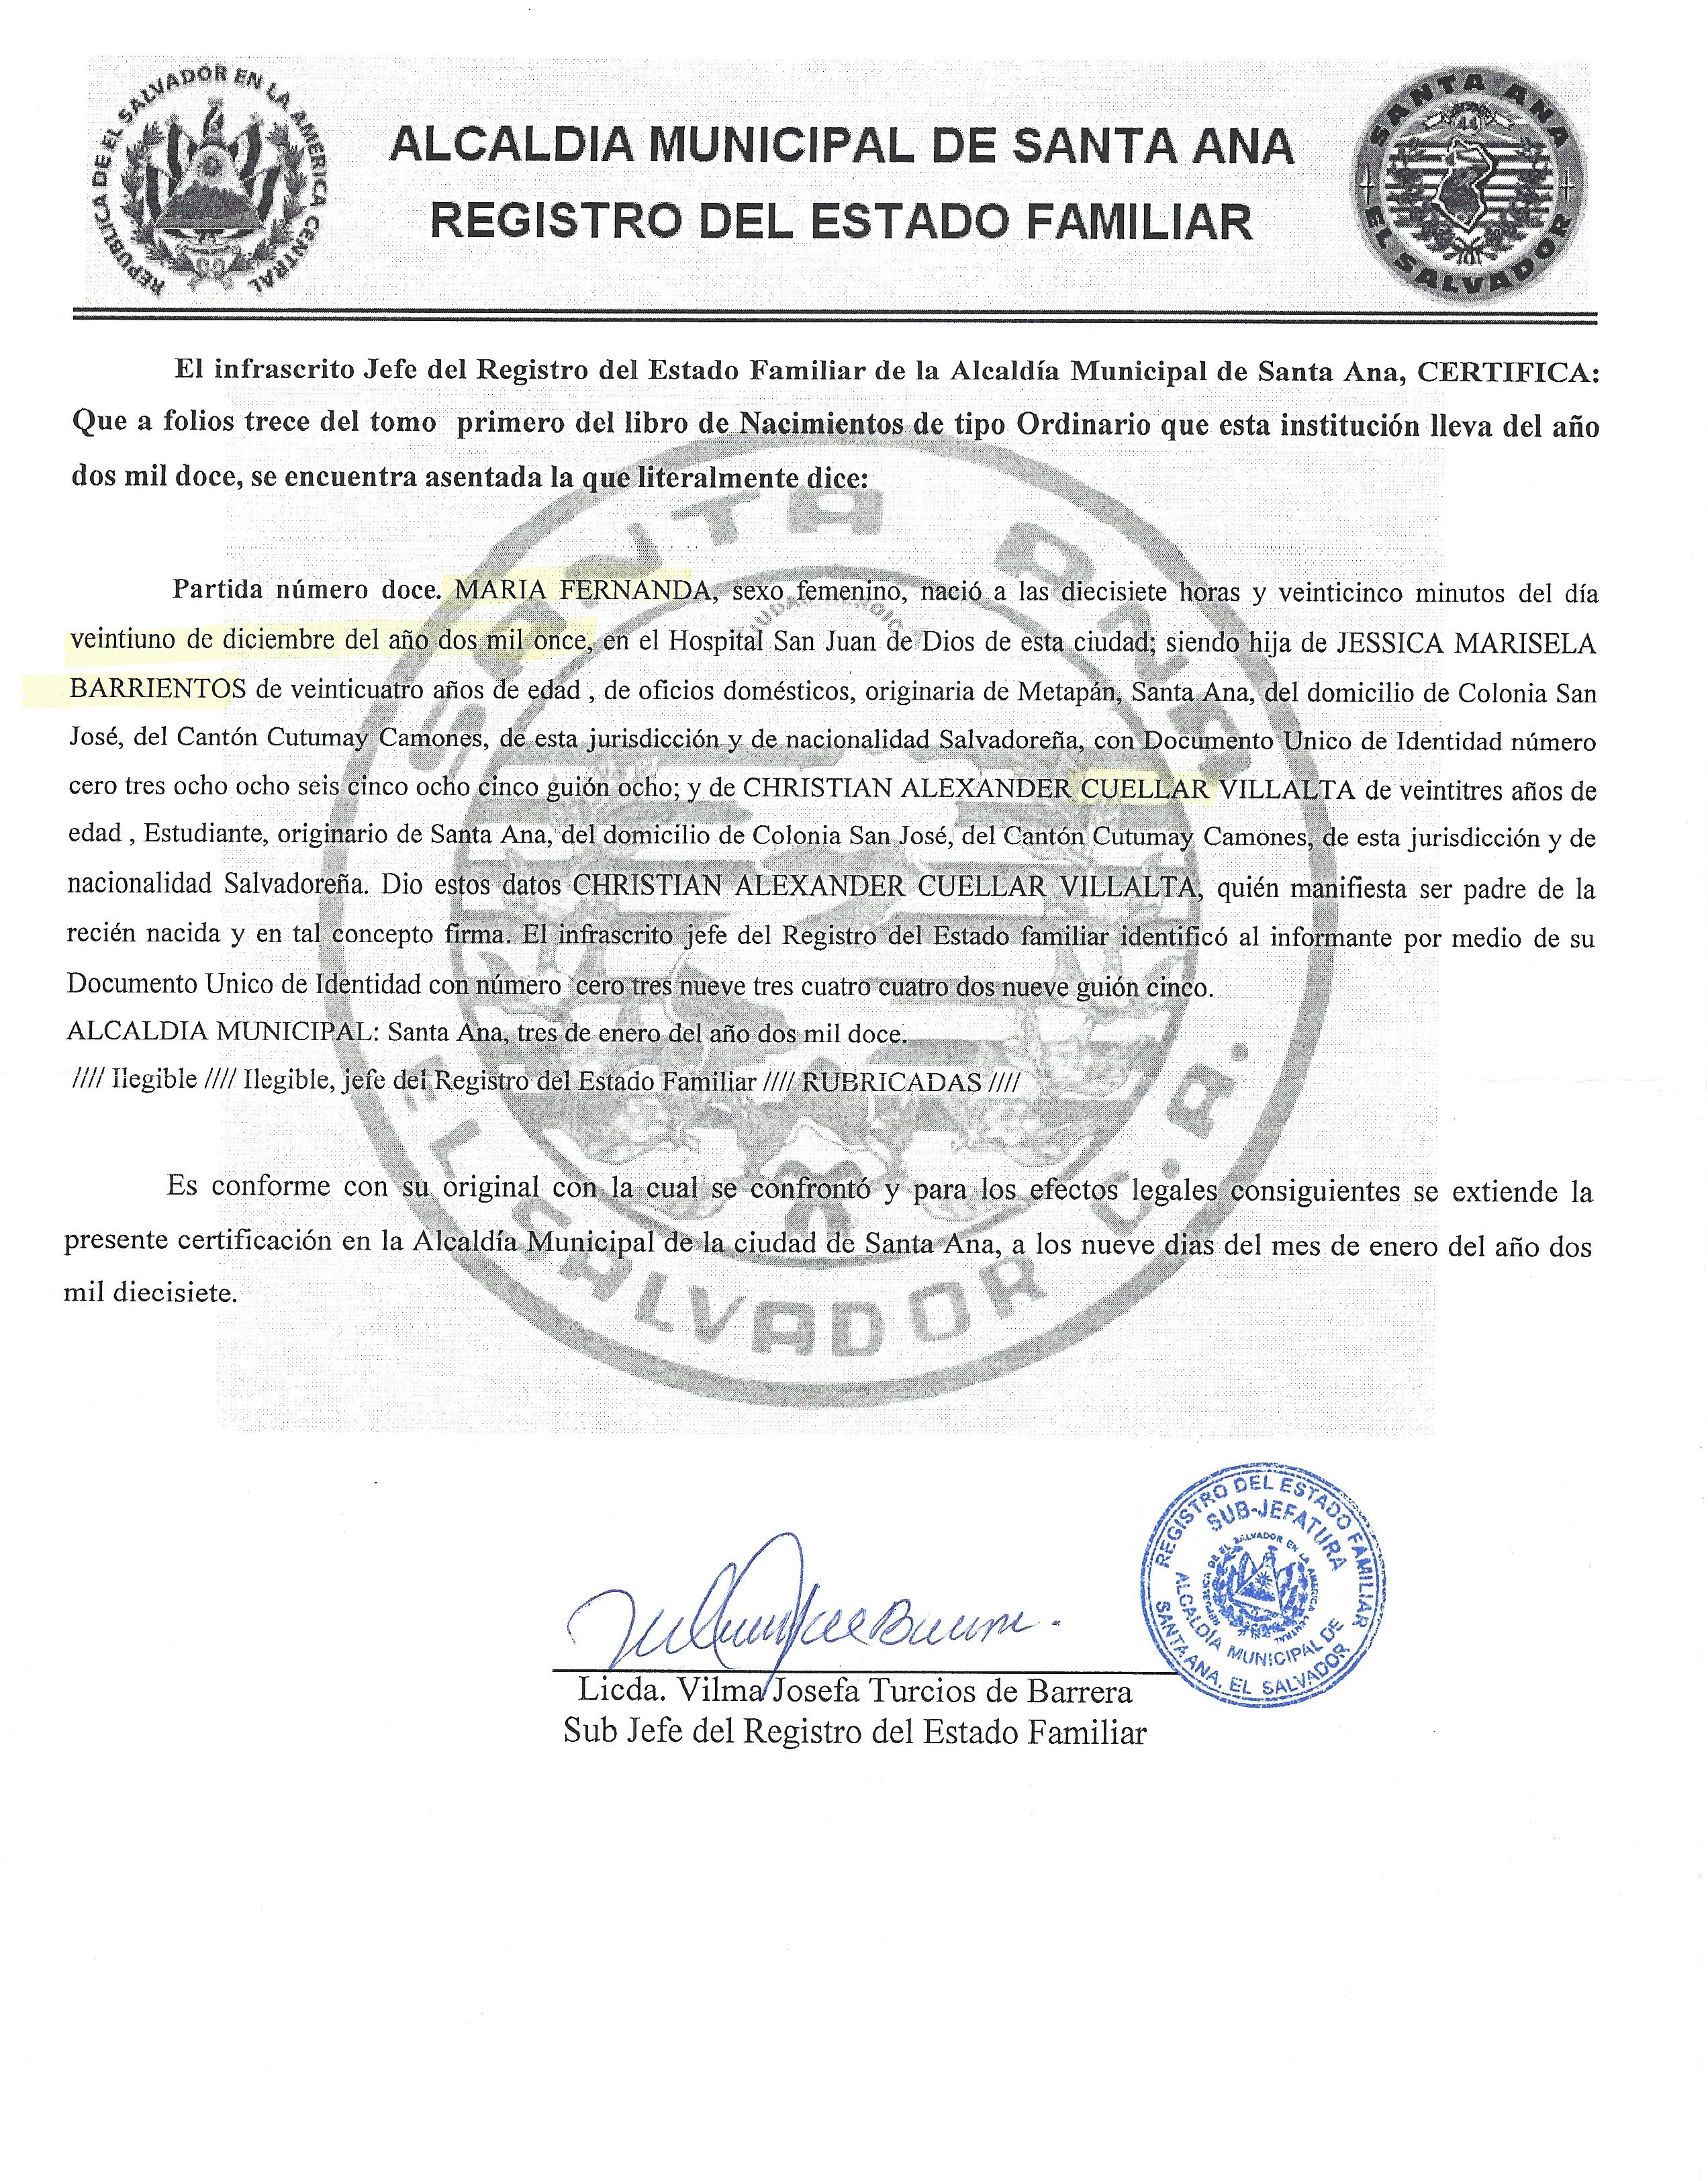 REPUBLICA DE EL SALVADOR EN LA AMERICA CENTRAL
ALCALDIA MUNICIPAL DE SANTA ANA
REGISTRO DEL ESTADO FAMILIAR
SANTA ANA
EL SALVADOR
El infrascrito Jefe del Registro del Estado Familiar de la Alcaldía Municipal de Santa Ana, CERTIFICA:
Que a folios trece del tomo primero del libro de Nacimientos de tipo Ordinario que esta institución lleva del año
dos mil doce, se encuentra asentada la que literalmente dice:
Partida número doce. MARIA FERNANDA, sexo femenino, nació a las diecisiete horas y veinticinco minutos del día
veintiuno de diciembre del año dos mil once, en el Hospital San Juan de Dios de esta ciudad; siendo hija de JESSICA MARISELA
BARRIENTOS de veinticuatro años de edad , de oficios domésticos, originaria de Metapán, Santa Ana, del domicilio de Colonia San
José, del Cantón Cutumay Camones, de esta jurisdicción y de nacionalidad Salvadoreña, con Documento Unico de Identidad número
cero tres ocho ocho seis cinco ocho cinco guión ocho; y de CHRISTIAN ALEXANDER CUELLAR VILLALTA de veintitres años de
edad , Estudiante, originario de Santa Ana, del domicilio de Colonia San José, del Cantón Cutumay Camones, de esta jurisdicción y de
nacionalidad Salvadoreña. Dio estos datos CHRISTIAN ALEXANDER CUELLAR VILLALTA, quién manifiesta ser padre de la
recién nacida y en tal concepto firma. El infrascrito jefe del Registro del Estado familiar identificó al informante por medio de su
Documento Unico de Identidad con número cero tres nueve tres cuatro cuatro dos nueve guión cinco.
ALCALDIA MUNICIPAL: Santa Ana, tres de enero del año dos mil doce.
//// Ilegible //// Ilegible, jefe del Registro del Estado Familiar //// RUBRICADAS ////
Es conforme con su original con la cual se confrontó y para los efectos legales consiguientes se extiende la
presente certificación en la Alcaldía Municipal de la ciudad de Santa Ana, a los nueve dias del mes de enero del año dos
mil diecisiete.
SANTA ANA
EL SALVADOR C.A.
REGISTRO DEL ESTADO FAMILIAR
SUB-JEFATURA
ALCALDÍA MUNICIPAL DE
SANTA ANA, EL SALVADOR
Licda. Vilma Josefa Turcios de Barrera
Sub Jefe del Registro del Estado Familiar